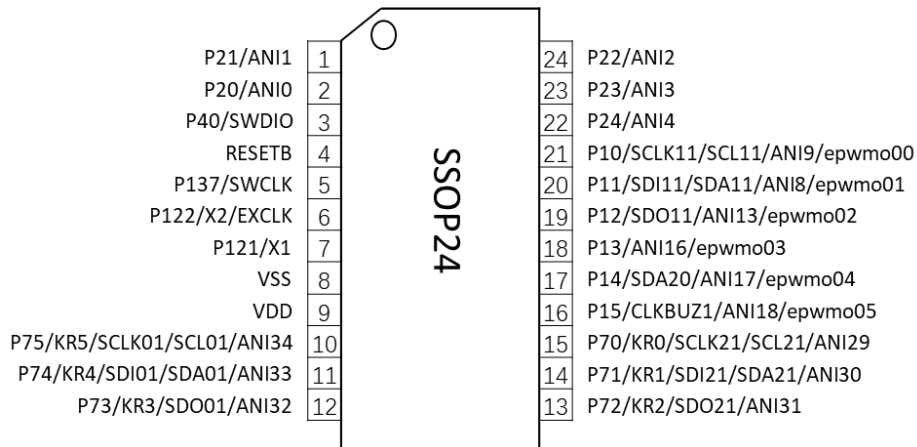 P21/ANI1 1
P20/ANI0 2
P40/SWDIO 3
RESETB 4
P137/SWCLK 5
P122/X2/EXCLK 6
P121/X1 7
VSS 8
VDD 9
P75/KR5/SCLK01/SCL01/ANI34 10
P74/KR4/SDI01/SDA01/ANI33 11
P73/KR3/SDO01/ANI32 12
SSOP24
24 P22/ANI2
23 P23/ANI3
22 P24/ANI4
21 P10/SCLK11/SCL11/ANI9/epwmo00
20 P11/SDI11/SDA11/ANI8/epwmo01
19 P12/SDO11/ANI13/epwmo02
18 P13/ANI16/epwmo03
17 P14/SDA20/ANI17/epwmo04
16 P15/CLKBUZ1/ANI18/epwmo05
15 P70/KR0/SCLK21/SCL21/ANI29
14 P71/KR1/SDI21/SDA21/ANI30
13 P72/KR2/SDO21/ANI31